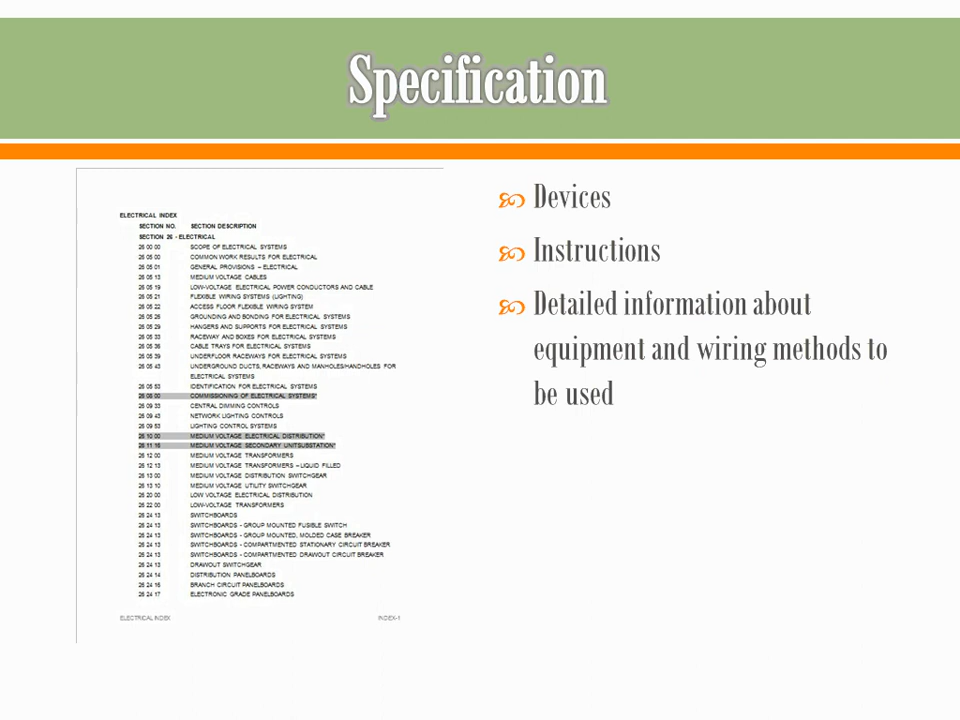 Specification
ELECTRICAL INDEX
SECTION NO. SECTION DESCRIPTION
SECTION 26 - ELECTRICAL
26 00 00 SCOPE OF ELECTRICAL SYSTEMS
26 05 00 COMMON WORK RESULTS FOR ELECTRICAL
26 05 01 GENERAL PROVISIONS – ELECTRICAL
26 05 13 MEDIUM VOLTAGE CABLES
26 05 19 LOW-VOLTAGE ELECTRICAL POWER CONDUCTORS AND CABLE
26 05 21 FLEXIBLE WIRING SYSTEMS (LIGHTING)
26 05 22 ACCESS FLOOR FLEXIBLE WIRING SYSTEM
26 05 26 GROUNDING AND BONDING FOR ELECTRICAL SYSTEMS
26 05 29 HANGERS AND SUPPORTS FOR ELECTRICAL SYSTEMS
26 05 33 RACEWAY AND BOXES FOR ELECTRICAL SYSTEMS
26 05 36 CABLE TRAYS FOR ELECTRICAL SYSTEMS
26 05 39 UNDERFLOOR RACEWAYS FOR ELECTRICAL SYSTEMS
26 05 43 UNDERGROUND DUCTS, RACEWAYS AND MANHOLES/HANDHOLES FOR
ELECTRICAL SYSTEMS
26 05 53 IDENTIFICATION FOR ELECTRICAL SYSTEMS
26 08 00 COMMISSIONING OF ELECTRICAL SYSTEMS*
26 09 33 CENTRAL DIMMING CONTROLS
26 09 43 NETWORK LIGHTING CONTROLS
26 09 53 LIGHTING CONTROL SYSTEMS
26 10 00 MEDIUM VOLTAGE ELECTRICAL DISTRIBUTION*
26 11 16 MEDIUM VOLTAGE SECONDARY UNITSUBSTATION*
26 12 00 MEDIUM VOLTAGE TRANSFORMERS
26 12 13 MEDIUM VOLTAGE TRANSFORMERS – LIQUID FILLED
26 13 00 MEDIUM VOLTAGE DISTRIBUTION SWITCHGEAR
26 13 10 MEDIUM VOLTAGE UTILITY SWITCHGEAR
26 20 00 LOW VOLTAGE ELECTRICAL DISTRIBUTION
26 22 00 LOW-VOLTAGE TRANSFORMERS
26 24 13 SWITCHBOARDS
26 24 13 SWITCHBOARDS - GROUP MOUNTED FUSIBLE SWITCH
26 24 13 SWITCHBOARDS - GROUP MOUNTED, MOLDED CASE BREAKER
26 24 13 SWITCHBOARDS - COMPARTMENTED STATIONARY CIRCUIT BREAKER
26 24 13 SWITCHBOARDS - COMPARTMENTED DRAWOUT CIRCUIT BREAKER
26 24 13 DRAWOUT SWITCHGEAR
26 24 14 DISTRIBUTION PANELBOARDS
26 24 16 BRANCH CIRCUIT PANELBOARDS
26 24 17 ELECTRONIC GRADE PANELBOARDS
ELECTRICAL INDEX INDEX-1
Devices
Instructions
Detailed information about
equipment and wiring methods to
be used